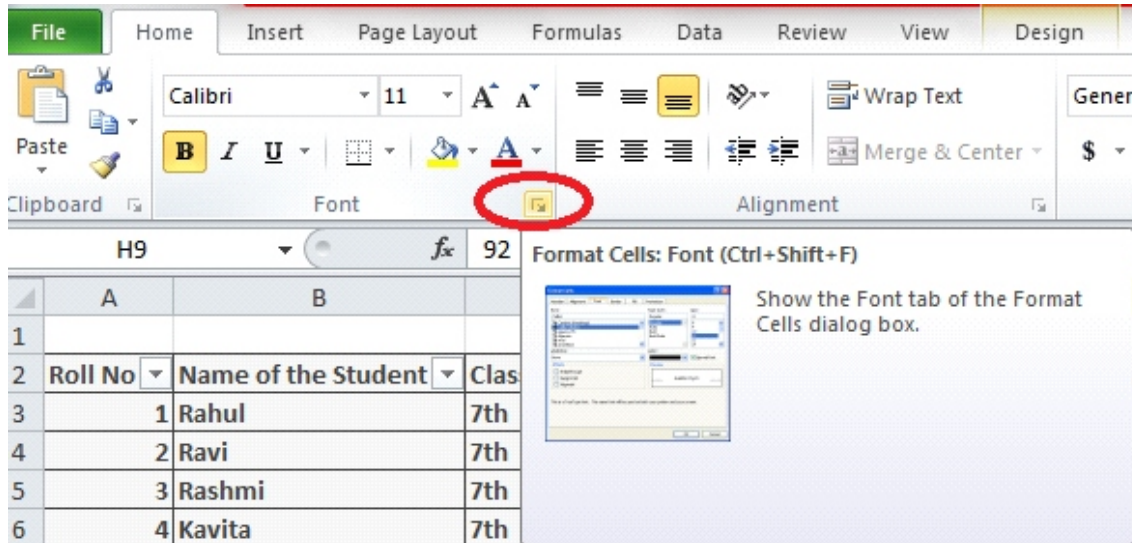 File Home Insert Page Layout Formulas Data Review View Design
Calibri 11 A A Wrap Text Gener
Paste B I U A Merge & Center $
Clipboard Font Alignment
H9 fx 92 Format Cells: Font (Ctrl+Shift+F)
A B Show the Font tab of the Format
Cells dialog box.
1
2 Roll No Name of the Student Clas
3 1 Rahul 7th
4 2 Ravi 7th
5 3 Rashmi 7th
6 4 Kavita 7th